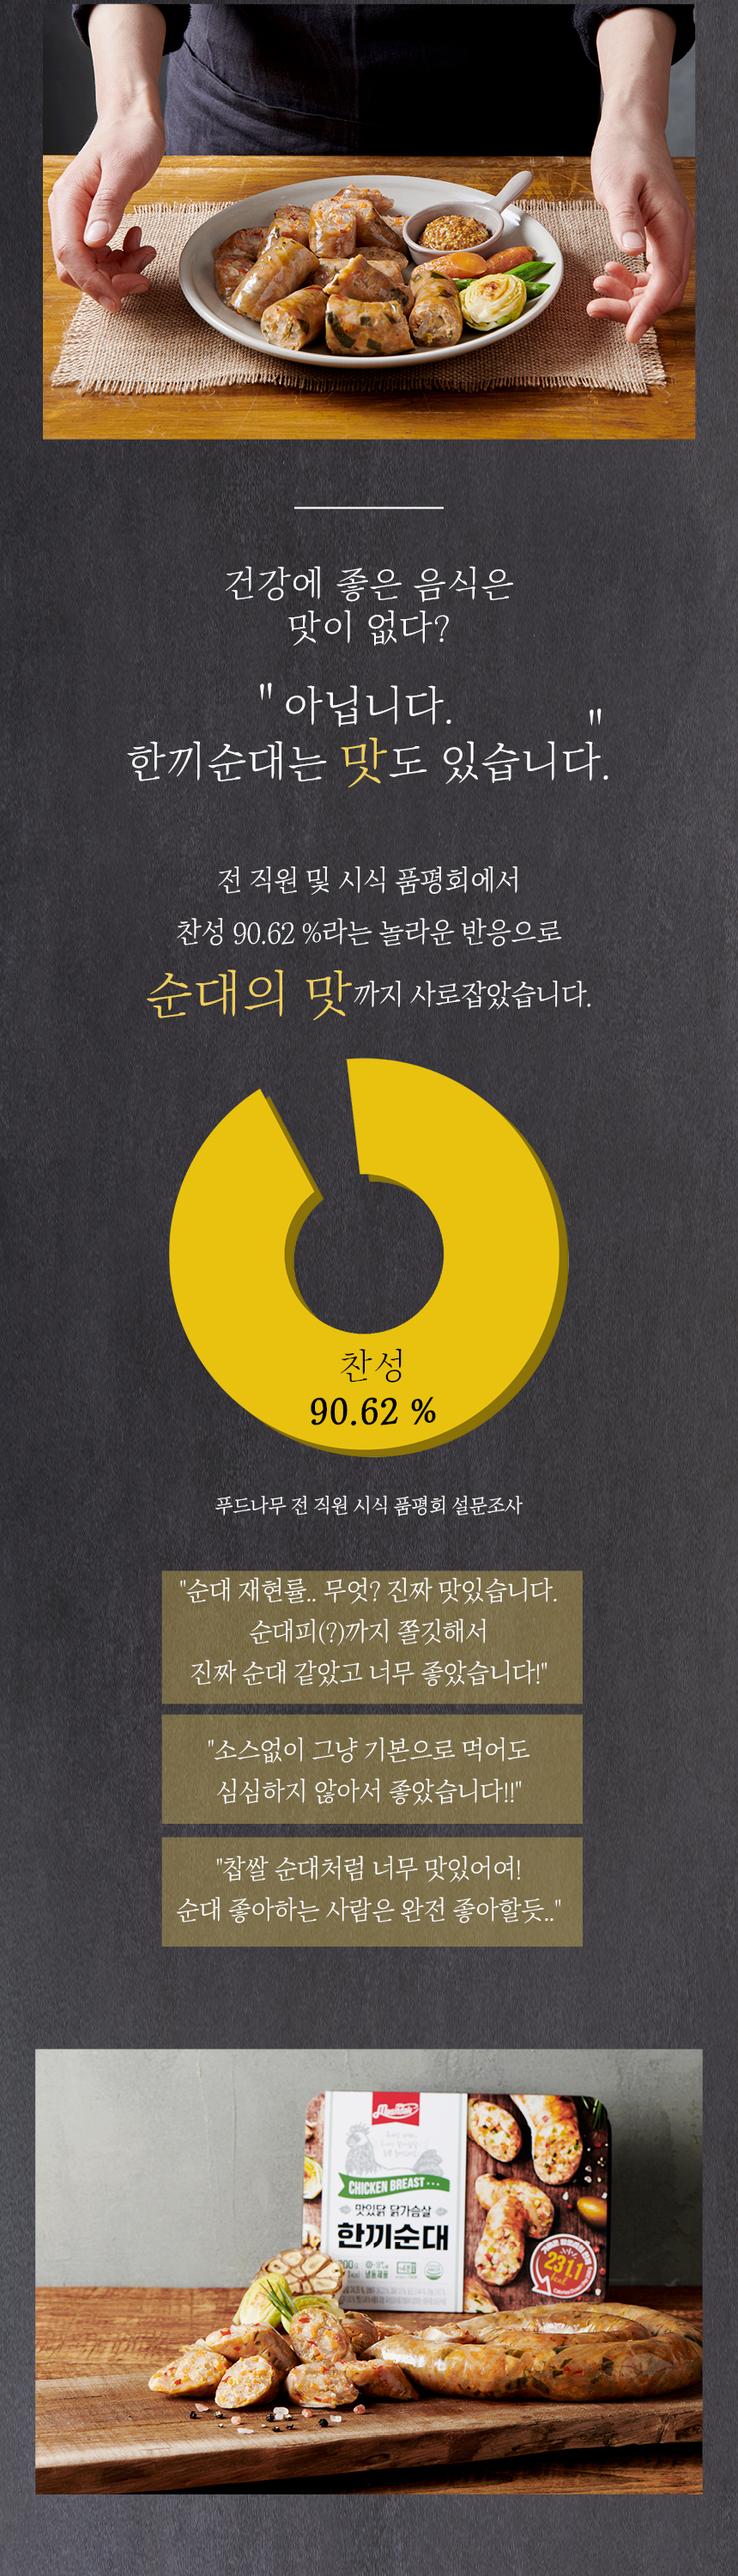 건강에 좋은 음식은
맛이 없다?
" 아닙니다.
한끼순대는 맛도 있습니다. "
전 직원 및 시식 품평회에서
찬성 90.62 %라는 놀라운 반응으로
순대의 맛까지 사로잡았습니다.
찬성
90.62 %
푸드나무 전 직원 시식 품평회 설문조사
"순대 재현률.. 무엇? 진짜 맛있습니다.
순대피(?)까지 쫄깃해서
진짜 순대 같았고 너무 좋았습니다!"
"소스없이 그냥 기본으로 먹어도
심심하지 않아서 좋았습니다!!"
"찹쌀 순대처럼 너무 맛있어여!
순대 좋아하는 사람은 완전 좋아할듯.."
CHICKEN BREAST
맛있닭 닭가슴살
한끼순대
231.1
kcal